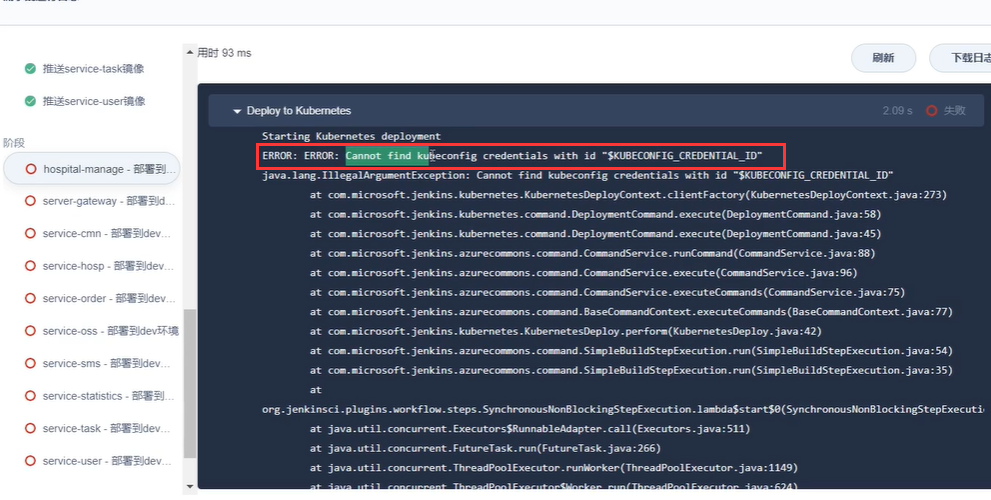 用时 93 ms
刷新
下载日志
推送service-task镜像
推送service-user镜像
阶段
hospital-manage - 部署到...
server-gateway - 部署到d...
service-cmn - 部署到dev...
service-hosp - 部署到dev...
service-order - 部署到dev...
service-oss - 部署到dev环境
service-sms - 部署到dev...
service-statistics - 部署到...
service-task - 部署到dev...
service-user - 部署到dev...
Deploy to Kubernetes
2.09 s 失败
Starting Kubernetes deployment
ERROR: ERROR: Cannot find kubeconfig credentials with id "$KUBECONFIG_CREDENTIAL_ID"
java.lang.IllegalArgumentException: Cannot find kubeconfig credentials with id "$KUBECONFIG_CREDENTIAL_ID"
at com.microsoft.jenkins.kubernetes.KubernetesDeployContext.clientFactory(KubernetesDeployContext.java:273)
at com.microsoft.jenkins.kubernetes.command.DeploymentCommand.execute(DeploymentCommand.java:58)
at com.microsoft.jenkins.kubernetes.command.DeploymentCommand.execute(DeploymentCommand.java:45)
at com.microsoft.jenkins.azurecommons.command.CommandService.runCommand(CommandService.java:88)
at com.microsoft.jenkins.azurecommons.command.CommandService.execute(CommandService.java:96)
at com.microsoft.jenkins.azurecommons.command.CommandService.executeCommands(CommandService.java:75)
at com.microsoft.jenkins.azurecommons.command.BaseCommandContext.executeCommands(BaseCommandContext.java:77)
at com.microsoft.jenkins.kubernetes.KubernetesDeploy.perform(KubernetesDeploy.java:42)
at com.microsoft.jenkins.azurecommons.command.SimpleBuildStepExecution.run(SimpleBuildStepExecution.java:54)
at com.microsoft.jenkins.azurecommons.command.SimpleBuildStepExecution.run(SimpleBuildStepExecution.java:35)
at
org.jenkinsci.plugins.workflow.steps.SynchronousNonBlockingStepExecution.lambda$start$0(SynchronousNonBlockingStepExecuti
at java.util.concurrent.Executors$RunnableAdapter.call(Executors.java:511)
at java.util.concurrent.FutureTask.run(FutureTask.java:266)
at java.util.concurrent.ThreadPoolExecutor.runWorker(ThreadPoolExecutor.java:1149)
at java.util.concurrent.ThreadPoolExecutor$Worker.run(ThreadPoolExecutor.java:624)